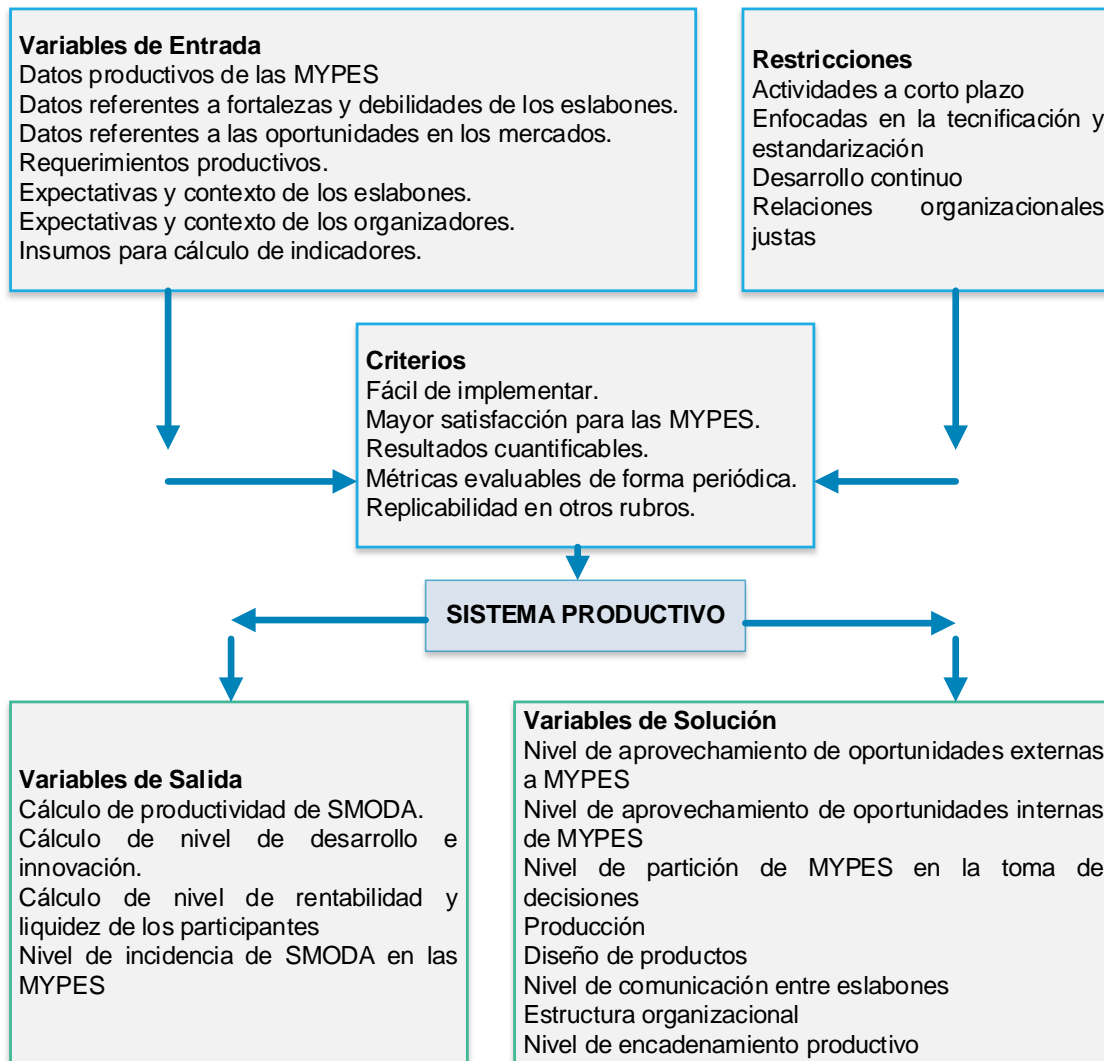 Variables de Entrada
Datos productivos de las MYPES
Datos referentes a fortalezas y debilidades de los eslabones.
Datos referentes a las oportunidades en los mercados.
Requerimientos productivos.
Expectativas y contexto de los eslabones.
Expectativas y contexto de los organizadores.
Insumos para cálculo de indicadores.
Restricciones
Actividades a corto plazo
Enfocadas en la tecnificación y
estandarización
Desarrollo continuo
Relaciones organizacionales
justas
Criterios
Fácil de implementar.
Mayor satisfacción para las MYPES.
Resultados cuantificables.
Métricas evaluables de forma periódica.
Replicabilidad en otros rubros.
SISTEMA PRODUCTIVO
Variables de Salida
Cálculo de productividad de SMODA.
Cálculo de nivel de desarrollo e
innovación.
Cálculo de nivel de rentabilidad y
liquidez de los participantes
Nivel de incidencia de SMODA en las
MYPES
Variables de Solución
Nivel de aprovechamiento de oportunidades externas
a MYPES
Nivel de aprovechamiento de oportunidades internas
de MYPES
Nivel de partición de MYPES en la toma de
decisiones
Producción
Diseño de productos
Nivel de comunicación entre eslabones
Estructura organizacional
Nivel de encadenamiento productivo